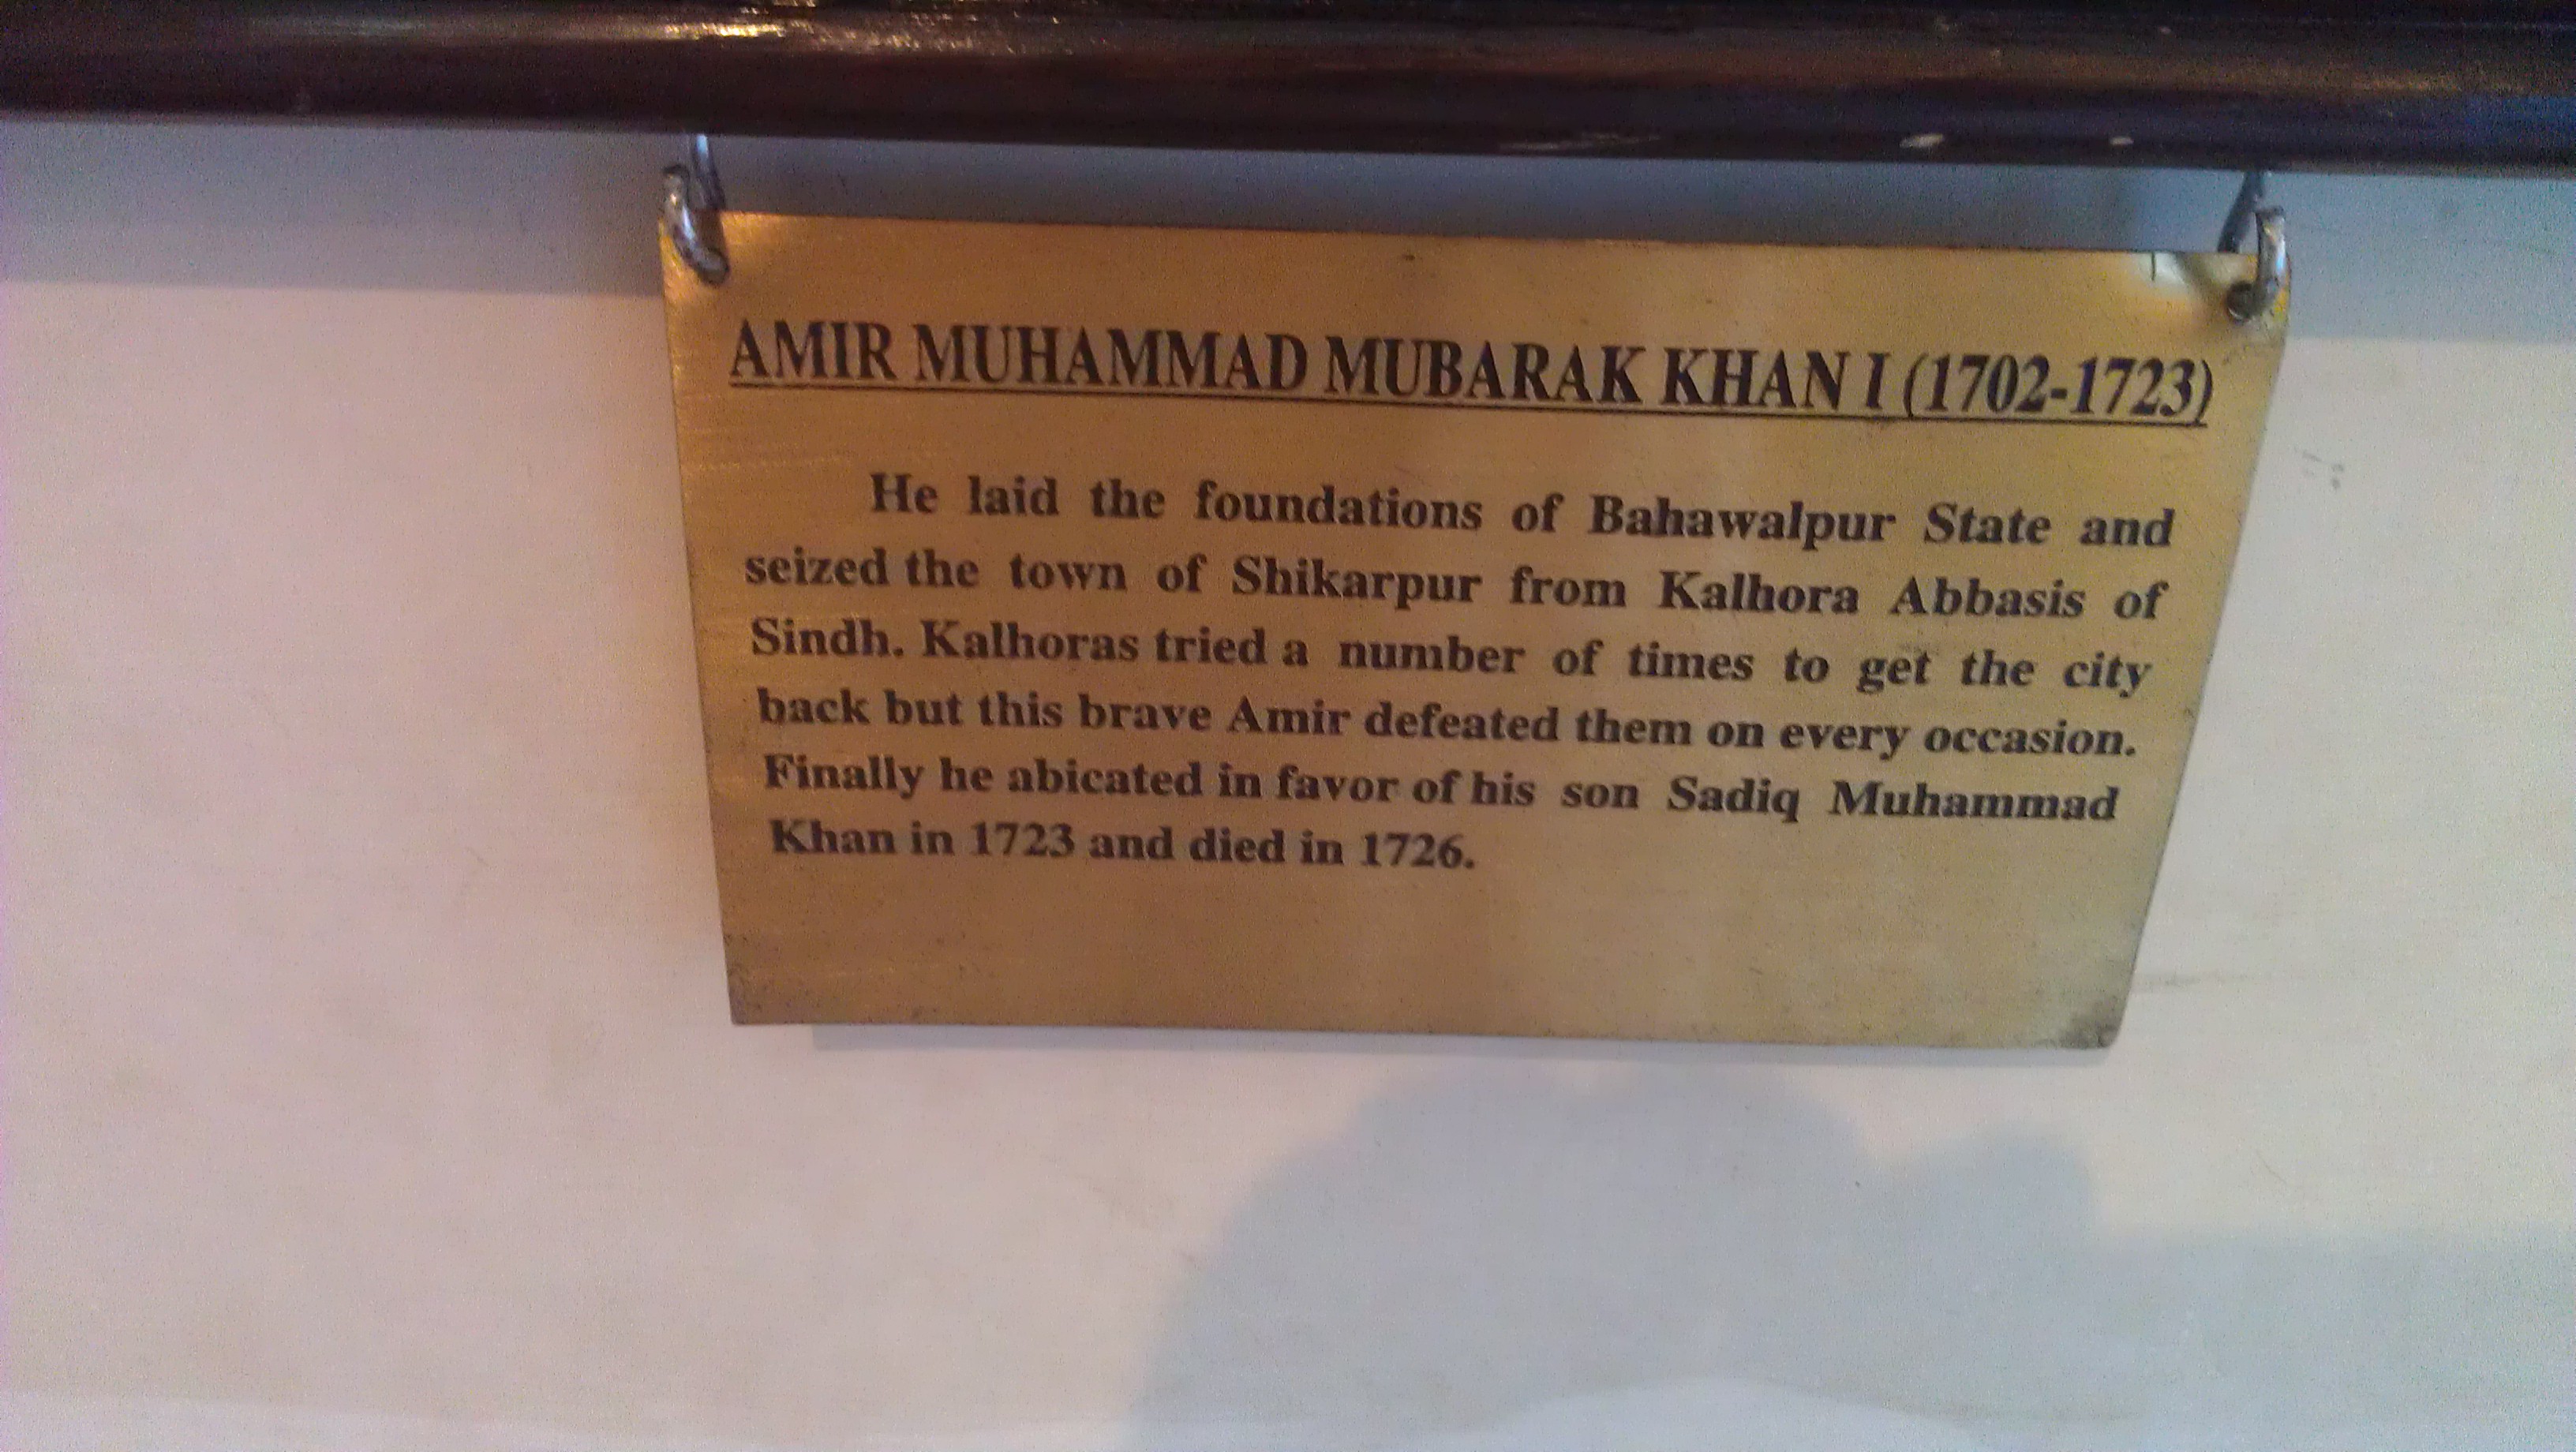 AMIR MUHAMMAD MUBARAK KHAN I (1702-1723)
He laid the foundations of Bahawalpur State and
seized the town of Shikarpur from Kalhora Abbasis of
Sindh. Kalhoras tried a number of times to get the city
back but this brave Amir defeated them on every occasion.
Finally he abicated in favor of his son Sadiq Muhammad
Khan in 1723 and died in 1726.